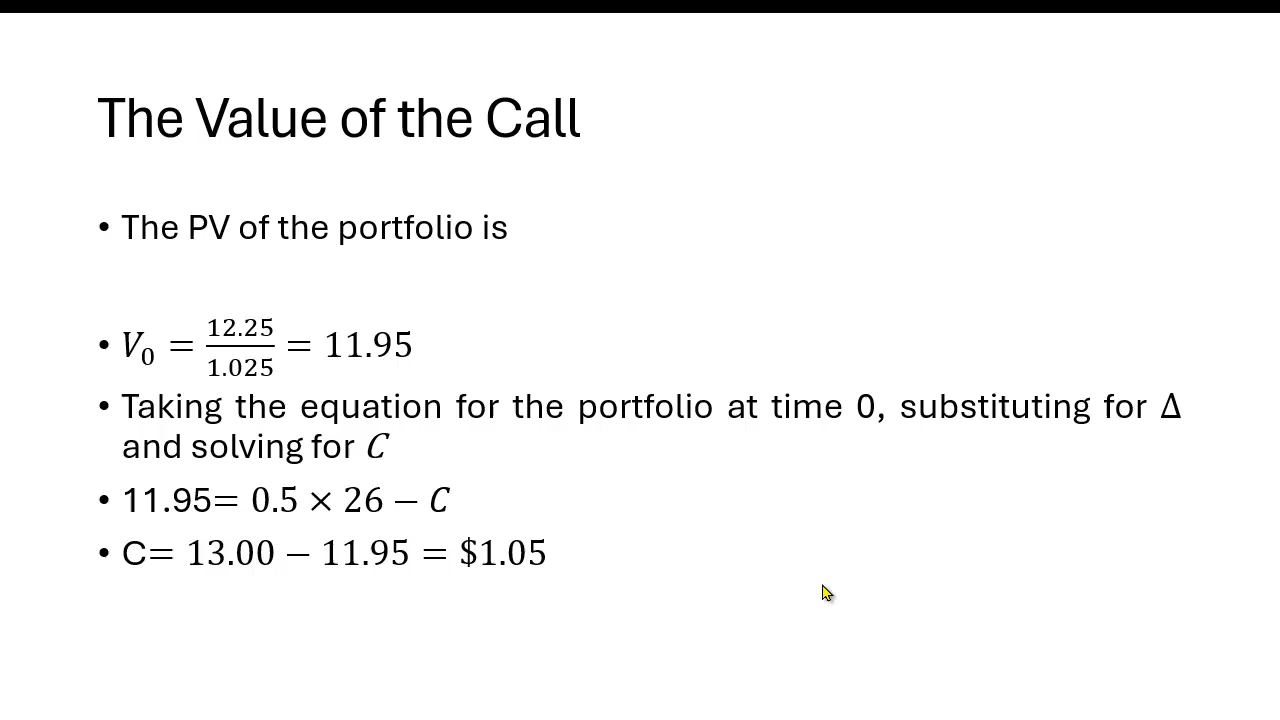 The Value of the Call
• The PV of the portfolio is
• V₀ = 12.25/1.025 = 11.95
• Taking the equation for the portfolio at time 0, substituting for Δ
and solving for C
• 11.95= 0.5 × 26 − C
• C= 13.00 − 11.95 = $1.05